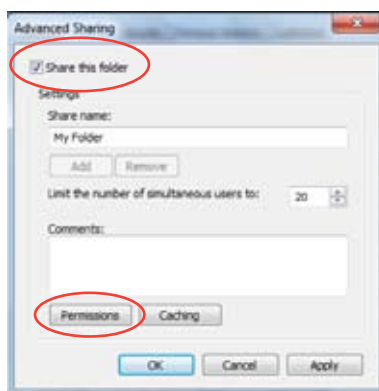 Advanced Sharing
Share this folder
Settings
Share name:
My Folder
Add Remove
Limit the number of simultaneous users to: 20
Comments:
Permissions Caching
OK Cancel Apply